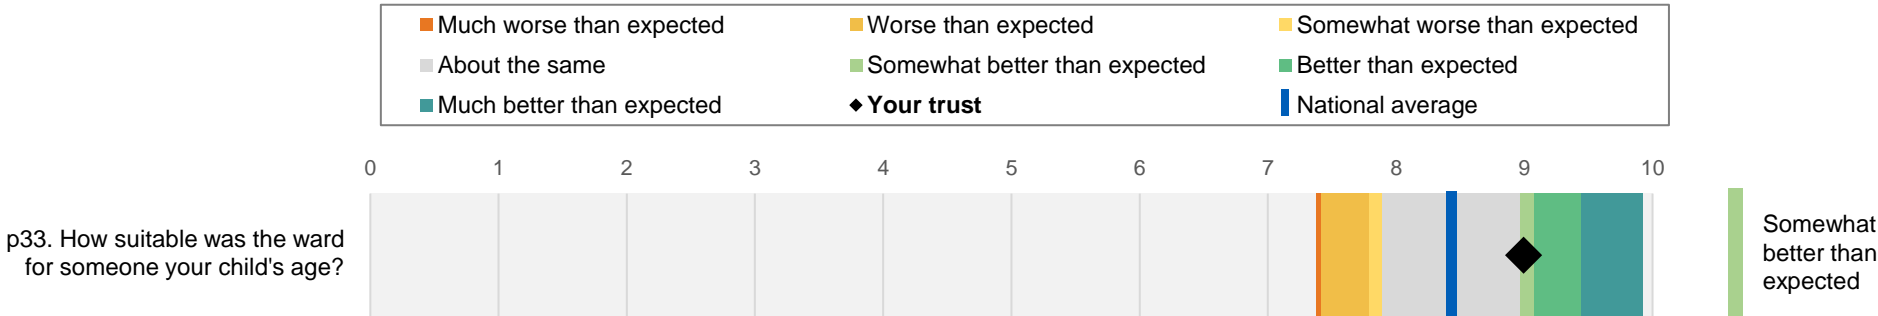 Much worse than expected
Worse than expected
Somewhat worse than expected
About the same
Somewhat better than expected
Better than expected
Much better than expected
Your trust
National average
0 1 2 3 4 5 6 7 8 9 10
p33. How suitable was the ward
for someone your child's age?
Somewhat
better than
expected